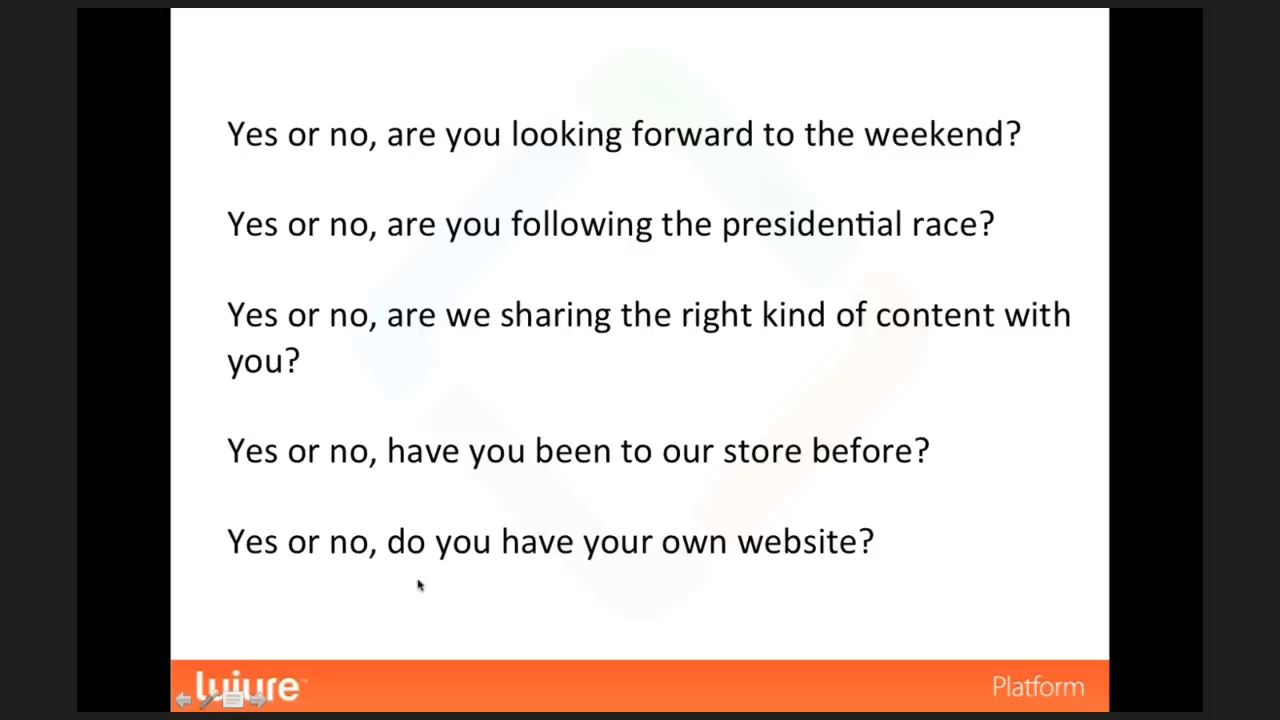 Yes or no, are you looking forward to the weekend?
Yes or no, are you following the presidential race?
Yes or no, are we sharing the right kind of content with
you?
Yes or no, have you been to our store before?
Yes or no, do you have your own website?
Platform